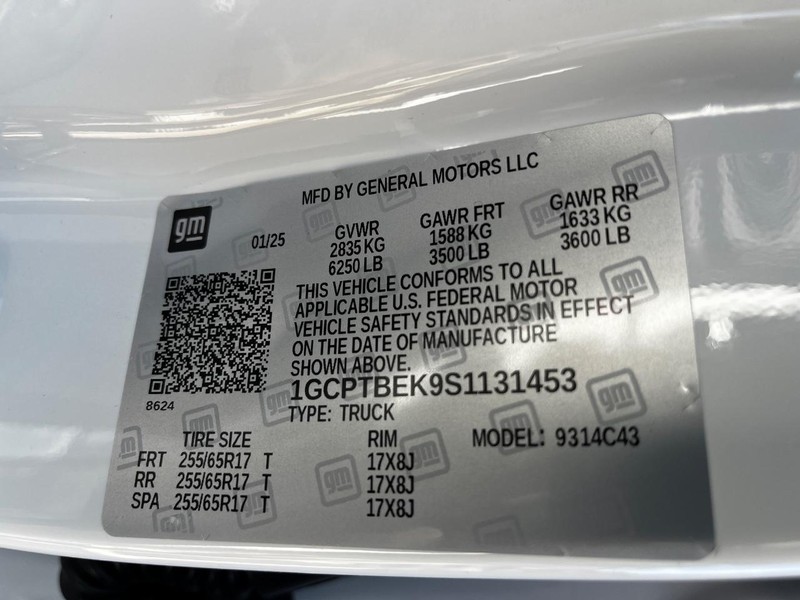 MFD BY GENERAL MOTORS LLC
gm
01/25
GVWR GAWR FRT GAWR RR
2835 KG 1588 KG 1633 KG
6250 LB 3500 LB 3600 LB
THIS VEHICLE CONFORMS TO ALL
APPLICABLE U.S. FEDERAL MOTOR
VEHICLE SAFETY STANDARDS IN EFFECT
ON THE DATE OF MANUFACTURE
SHOWN ABOVE.
1GCPTBEK9S1131453
8624
TYPE: TRUCK
TIRE SIZE RIM MODEL: 9314C43
FRT 255/65R17 T 17X8J
RR 255/65R17 T 17X8J
SPA 255/65R17 T 17X8J